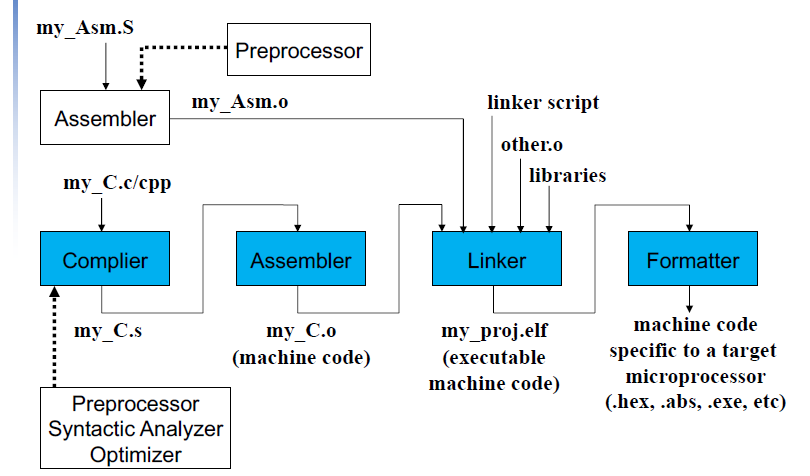 my_Asm.S
Preprocessor
Assembler
my_Asm.o
linker script
other.o
libraries
my_C.c/cpp
Complier
Assembler
Linker
Formatter
my_C.s
my_C.o
(machine code)
my_proj.elf
(executable
machine code)
machine code
specific to a target
microprocessor
(.hex, .abs, .exe, etc)
Preprocessor
Syntactic Analyzer
Optimizer